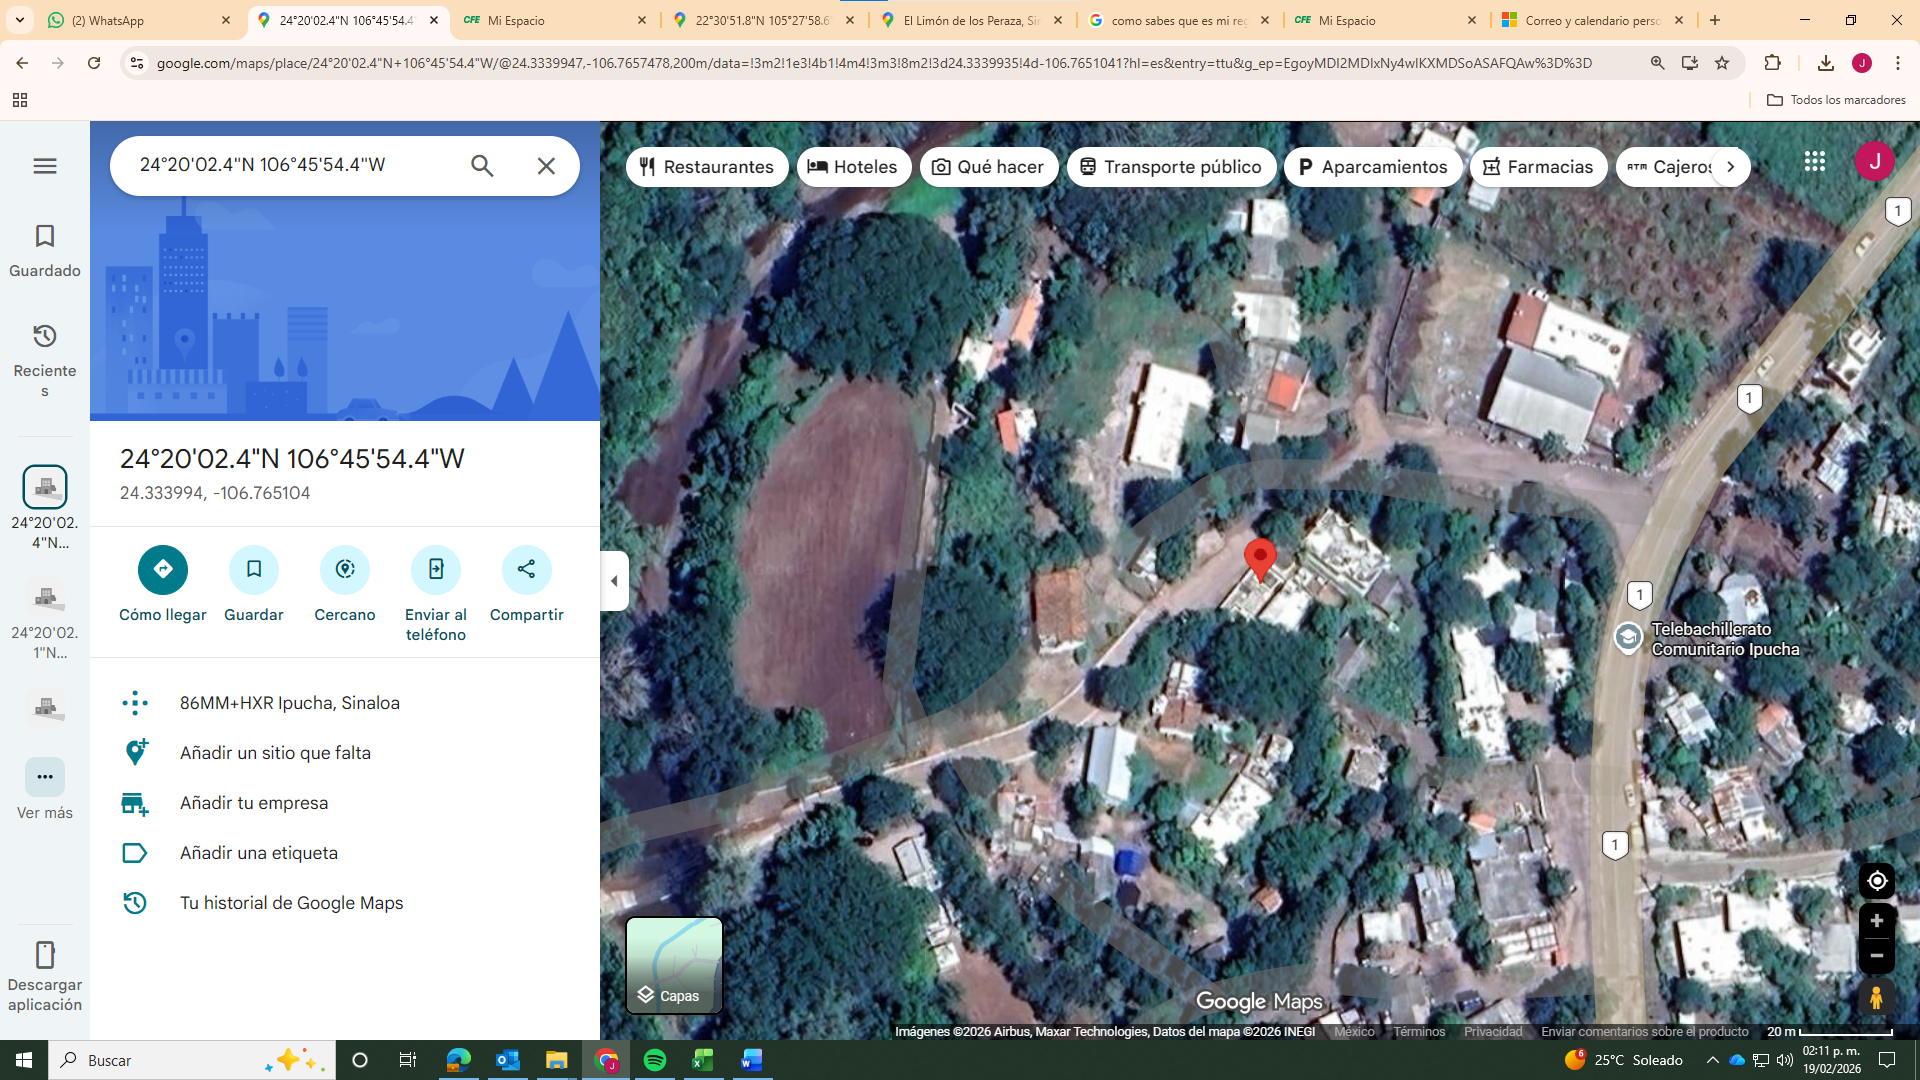 (2) WhatsApp
24°20'02.4"N 106°45'54.4
CFE Mi Espacio
22°30'51.8"N 105°27'58.6
El Limón de los Peraza, Sin
como sabes que es mi re
CFE Mi Espacio
Correo y calendario perso
google.com/maps/place/24°20'02.4"N+106°45'54.4"W/@24.3339947,-106.7657478,200m/data=!3m2!1e3!4b1!4m4!3m3!8m2!3d24.3339935!4d-106.7651041?hl=es&entry=ttu&g_ep=EgoyMDI2MDIxNy4wIKXMDSoASAFQAw%3D%3D
J
Todos los marcadores
24°20'02.4"N 106°45'54.4"W
Restaurantes
Hoteles
Qué hacer
Transporte público
Aparcamientos
Farmacias
ATM Cajeros
J
Guardado
Reciente
s
24°20'02.
4"N...
24°20'02.
1"N...
Ver más
Descargar
aplicación
24°20'02.4"N 106°45'54.4"W
24.333994, -106.765104
Cómo llegar
Guardar
Cercano
Enviar al
teléfono
Compartir
86MM+HXR Ipucha, Sinaloa
Añadir un sitio que falta
Añadir tu empresa
Añadir una etiqueta
Tu historial de Google Maps
1
1
1
Telebachillerato
Comunitario Ipucha
1
Capas
Google Maps
Imágenes ©2026 Airbus, Maxar Technologies, Datos del mapa ©2026 INEGI
México
Términos
Privacidad
Enviar comentarios sobre el producto
20 m
Buscar
6
25°C Soleado
02:11 p. m.
19/02/2026